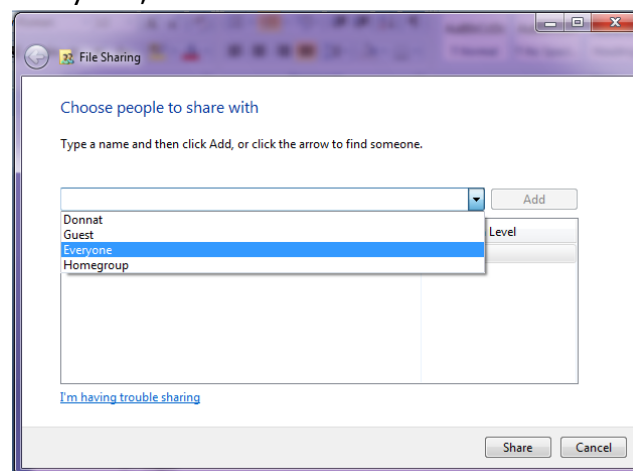 File Sharing
Choose people to share with
Type a name and then click Add, or click the arrow to find someone.
Add
Donnat
Guest
Everyone
Homegroup
Level
I'm having trouble sharing
Share Cancel